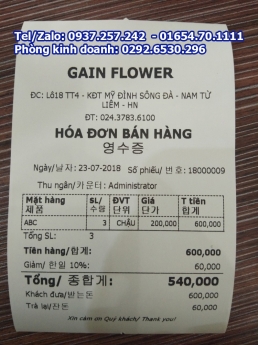 Tel/Zalo: 0937.257.242 - 01654.70.1111
Phòng kinh doanh: 0292.6530.296
GAIN FLOWER
ĐC: Lô18 TT4 - KĐT MỸ ĐÌNH SÔNG ĐÀ - NAM TỪ
LIÊM - HN
ĐT: 024.3783.6100
HÓA ĐƠN BÁN HÀNG
영수증
Ngày/날자: 23-07-2018 Số phiếu/번호: 18000009
Thu ngân/카운터: Administrator
Mặt hàng SL/ ĐVT Giá T tiền
제품 수량 단위 단가 합계
ABC 3 CHẬU 200,000 600,000
Tổng SL: 3
Tiền hàng/합계: 600,000
Giảm/ 한일 10%: 60,000
Tổng/ 종합계: 540,000
Khách đưa/받는돈 600,000
Trả lại/잔돈 60,000
Xin cảm ơn Quý khách/ Thank you!